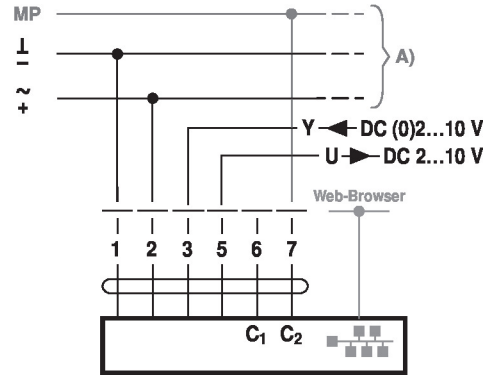 MP
⊥
– A)
~
+
Y DC (0)2...10 V
U DC 2...10 V
Web-Browser
1 2 3 5 6 7
C1 C2